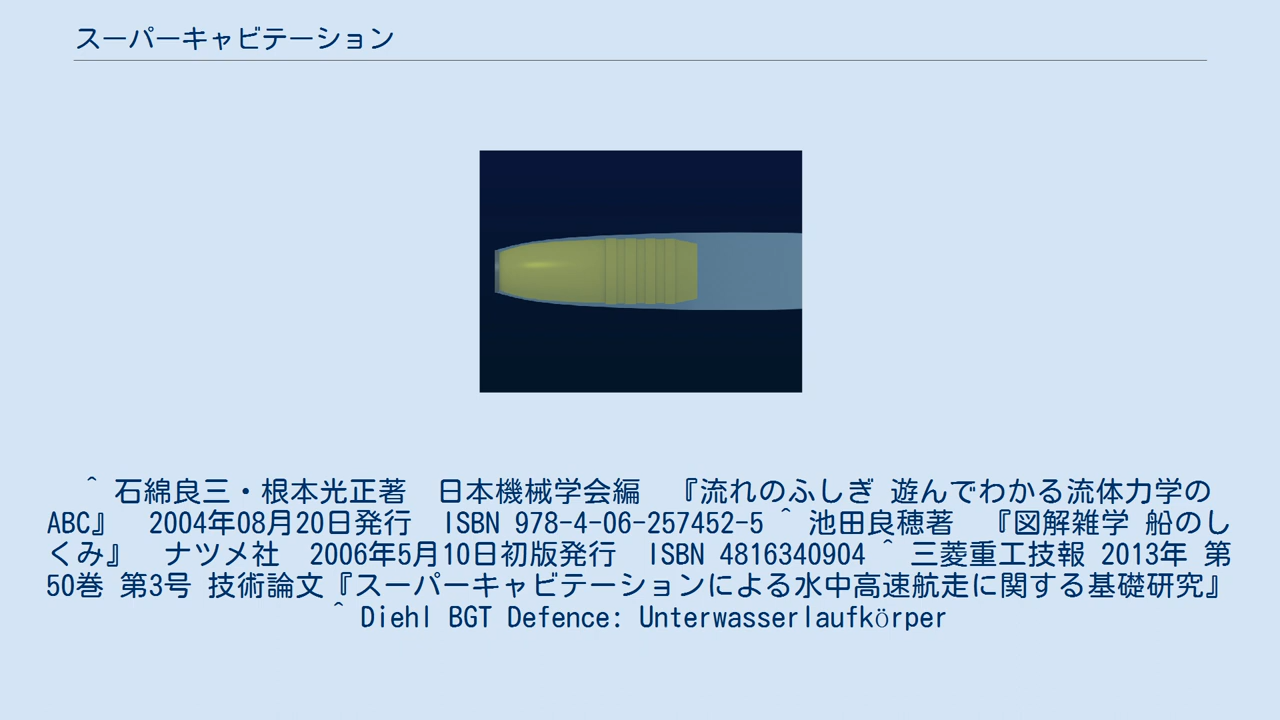 スーパーキャビテーション
^ 石綿良三・根本光正著　日本機械学会編　『流れのふしぎ 遊んでわかる流体力学の
ABC』　2004年08月20日発行　ISBN 978-4-06-257452-5 ^ 池田良穂著　『図解雑学 船のし
くみ』　ナツメ社　2006年5月10日初版発行　ISBN 4816340904 ^ 三菱重工技報 2013年 第
50巻 第3号 技術論文『スーパーキャビテーションによる水中高速航走に関する基礎研究』
^ Diehl BGT Defence: Unterwasserlaufkörper